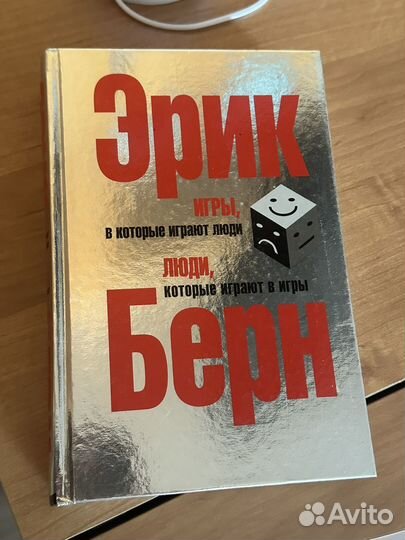 Эрик
игры,
в которые играют люди
люди,
которые играют в игры
Берн
Avito